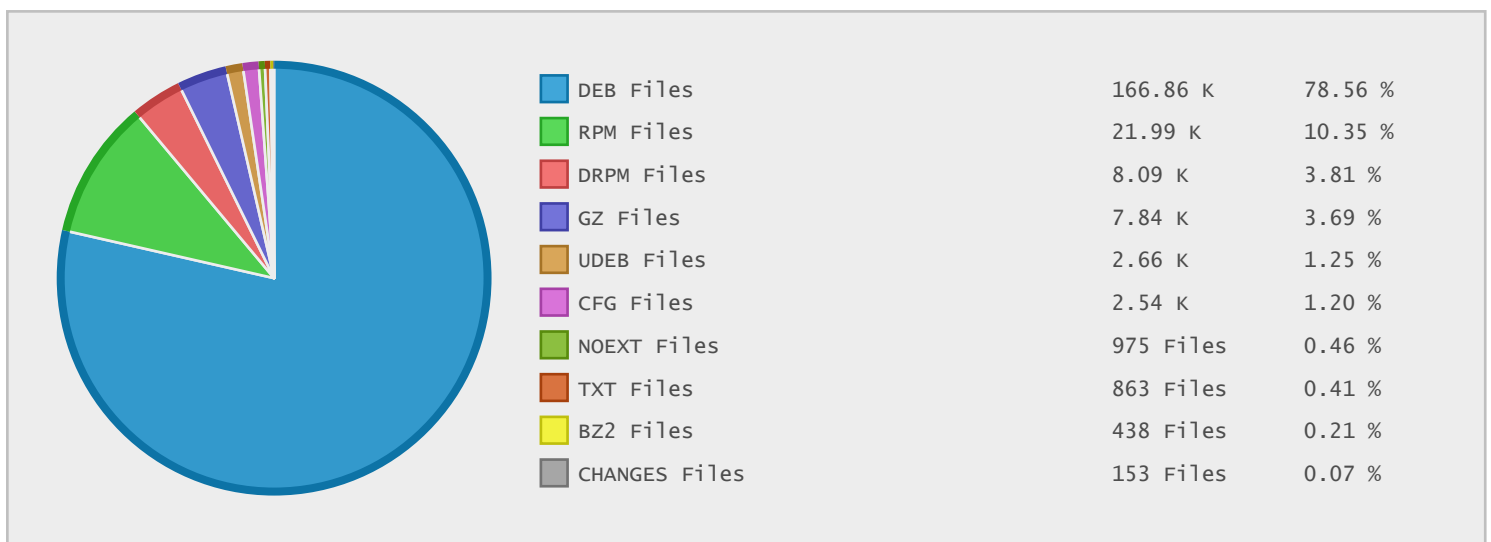 DEB Files 166.86 K 78.56 %
RPM Files 21.99 K 10.35 %
DRPM Files 8.09 K 3.81 %
GZ Files 7.84 K 3.69 %
UDEB Files 2.66 K 1.25 %
CFG Files 2.54 K 1.20 %
NOEXT Files 975 Files 0.46 %
TXT Files 863 Files 0.41 %
BZ2 Files 438 Files 0.21 %
CHANGES Files 153 Files 0.07 %